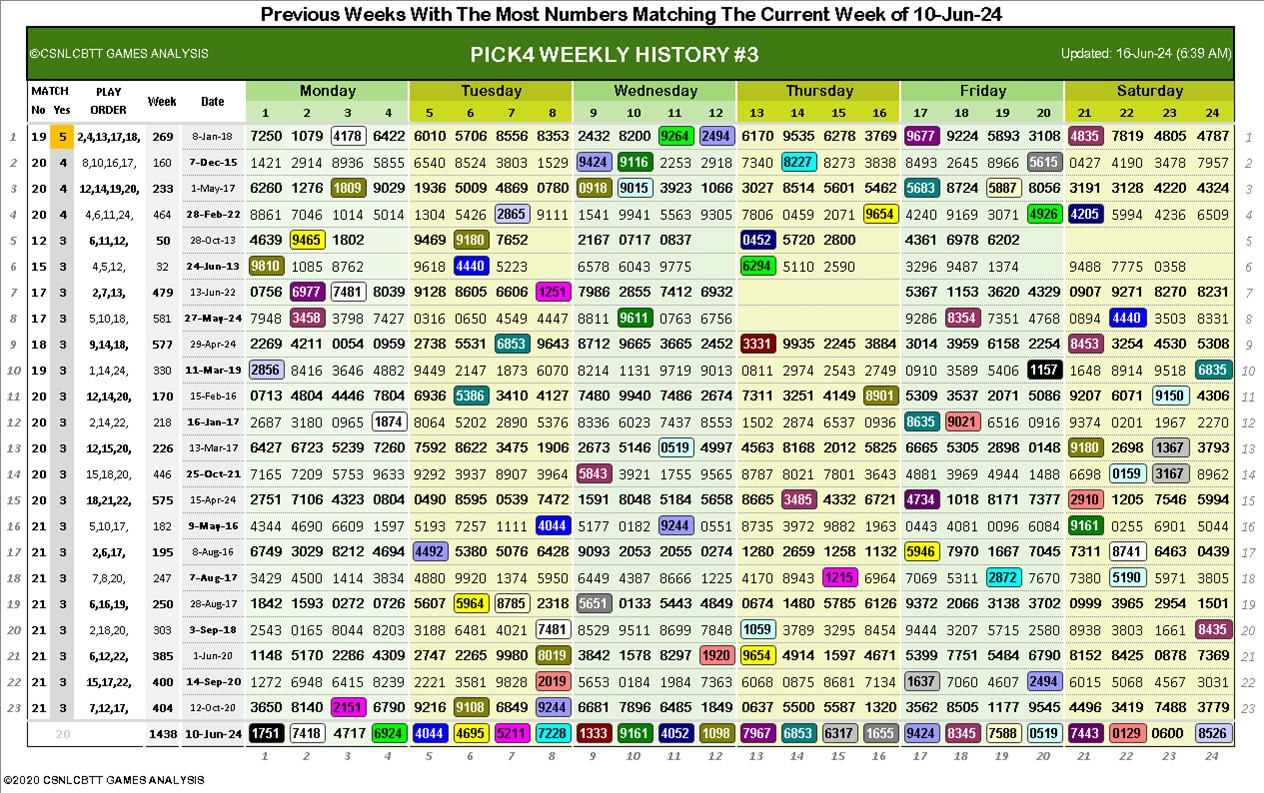 Previous Weeks With The Most Numbers Matching The Current Week of 10-Jun-24
©CSNLCBTT GAMES ANALYSIS PICK4 WEEKLY HISTORY #3 Updated: 16-Jun-24 (6:39 AM)
MATCH PLAY Week Date Monday Tuesday Wednesday Thursday Friday Saturday
No Yes ORDER 1 2 3 4 5 6 7 8 9 10 11 12 13 14 15 16 17 18 19 20 21 22 23 24
1 19 5 2,4,13,17,18, 269 8-Jan-18 7250 1079 4178 6422 6010 5706 8556 8353 2432 8200 9264 2494 6170 9535 6278 3769 9677 9224 5893 3108 4835 7819 4805 4787 1
2 20 4 8,10,16,17, 160 7-Dec-15 1421 2914 8936 5855 6540 8524 3803 1529 9424 9116 2253 2918 7340 8227 8273 3838 8493 2645 8966 5615 0427 4190 3478 7957 2
3 20 4 12,14,19,20, 233 1-May-17 6260 1276 1809 9029 1936 5009 4869 0780 0918 9015 3923 1066 3027 8514 5601 5462 5683 8724 5887 8056 3191 3128 4220 4324 3
4 20 4 4,6,11,24, 464 28-Feb-22 8861 7046 1014 5014 1304 5426 2865 9111 1541 9941 5563 9305 7806 0459 2071 9654 4240 9169 3071 4926 4205 5994 4236 6509 4
5 12 3 6,11,12, 50 28-Oct-13 4639 9465 1802 9469 9180 7652 2167 0717 0837 0452 5720 2800 4361 6978 6202 5
6 15 3 4,5,12, 32 24-Jun-13 9810 1085 8762 9618 4440 5223 6578 6043 9775 6294 5110 2590 3296 9487 1374 9488 7775 0358 6
7 17 3 2,7,13, 479 13-Jun-22 0756 6977 7481 8039 9128 8605 6606 1251 7986 2855 7412 6932 5367 1153 3620 4329 0907 9271 8270 8231 7
8 17 3 5,10,18, 581 27-May-24 7948 3458 3798 7427 0316 0650 4549 4447 8811 9611 0763 6756 9286 8354 7351 4768 0894 4440 3503 8331 8
9 18 3 9,14,18, 577 29-Apr-24 2269 4211 0054 0959 2738 5531 6853 9643 8712 9665 3665 2452 3331 9935 2245 3884 3014 3959 6158 2254 8453 3254 4530 5308 9
10 19 3 1,14,24, 330 11-Mar-19 2856 8416 3646 4882 9449 2147 1873 6070 8214 1131 9719 9013 0811 2974 2543 2749 0910 3589 5406 1157 1648 8914 9518 6835 10
11 20 3 12,14,20, 170 15-Feb-16 0713 4804 4446 7804 6936 5386 3410 4127 7480 9940 7486 2674 7311 3251 4149 8901 5309 3537 2071 5086 9207 6071 9150 4306 11
12 20 3 2,14,22, 218 16-Jan-17 2687 3180 0965 1874 8064 5202 2890 5376 8336 6023 7437 8553 1502 2874 6537 0936 8635 9021 6516 0916 9374 0201 1967 2270 12
13 20 3 12,15,20, 226 13-Mar-17 6427 6723 5239 7260 7592 8622 3475 1906 2673 5146 0519 4997 4563 8168 2012 5825 6665 5305 2898 0148 9180 2698 1367 3793 13
14 20 3 15,18,20, 446 25-Oct-21 7165 7209 5753 9633 9292 3937 8907 3964 5843 3921 1755 9565 8787 8021 7801 3643 4881 3969 4944 1488 6698 0159 3167 8962 14
15 20 3 18,21,22, 575 15-Apr-24 2751 7106 4323 0804 0490 8595 0539 7472 1591 8048 5184 5658 8665 3485 4332 6721 4734 1018 8171 7377 2910 1205 7546 5994 15
16 21 3 5,10,17, 182 9-May-16 4344 4690 6609 1597 5193 7257 1111 4044 5177 0182 9244 0551 8735 3972 9882 1963 0443 4081 0096 6084 9161 0255 6901 5044 16
17 21 3 2,6,17, 195 8-Aug-16 6749 3029 8212 4694 4492 5380 5076 6428 9093 2053 2055 0274 1280 2659 1258 1132 5946 7970 1667 7045 7311 8741 6463 0439 17
18 21 3 7,8,20, 247 7-Aug-17 3429 4500 1414 3834 4880 9920 1374 5950 6449 4387 8666 1225 4170 8943 1215 6964 7069 5311 2872 7670 7380 5190 5971 3805 18
19 21 3 6,16,19, 250 28-Aug-17 1842 1593 0272 0726 5607 5964 8785 2318 5651 0133 5443 4849 0674 1480 5785 6126 9372 2066 3138 3702 0999 3965 2954 1501 19
20 21 3 2,18,20, 303 3-Sep-18 2543 0165 8044 8203 3188 6481 4021 7481 8529 9511 8699 7848 1059 3789 3295 8454 9444 3207 5715 2580 8938 3803 1661 8435 20
21 21 3 6,12,22, 385 1-Jun-20 1148 5170 2286 4309 2747 2265 9980 8019 3842 1578 8297 1920 9654 4914 1597 4671 5399 7751 5484 6790 8152 8425 0878 7369 21
22 21 3 15,17,22, 400 14-Sep-20 1272 6948 6415 8239 2221 3581 9828 2019 5653 0184 1984 7363 6068 0875 8681 7134 1637 7060 4607 2494 6015 5068 4567 3031 22
23 21 3 7,12,17, 404 12-Oct-20 3650 8140 2151 6790 9216 9108 6849 9244 6681 7896 6485 1849 0637 5500 5587 1320 3562 8505 1177 9545 4496 3419 7488 3779 23
20 1438 10-Jun-24 1751 7418 4717 6924 4044 4695 5211 7228 1333 9161 4052 1098 7967 6853 6317 1655 9424 8345 7588 0519 7443 0129 0600 8526
1 2 3 4 5 6 7 8 9 10 11 12 13 14 15 16 17 18 19 20 21 22 23 24
©2020 CSNLCBTT GAMES ANALYSIS